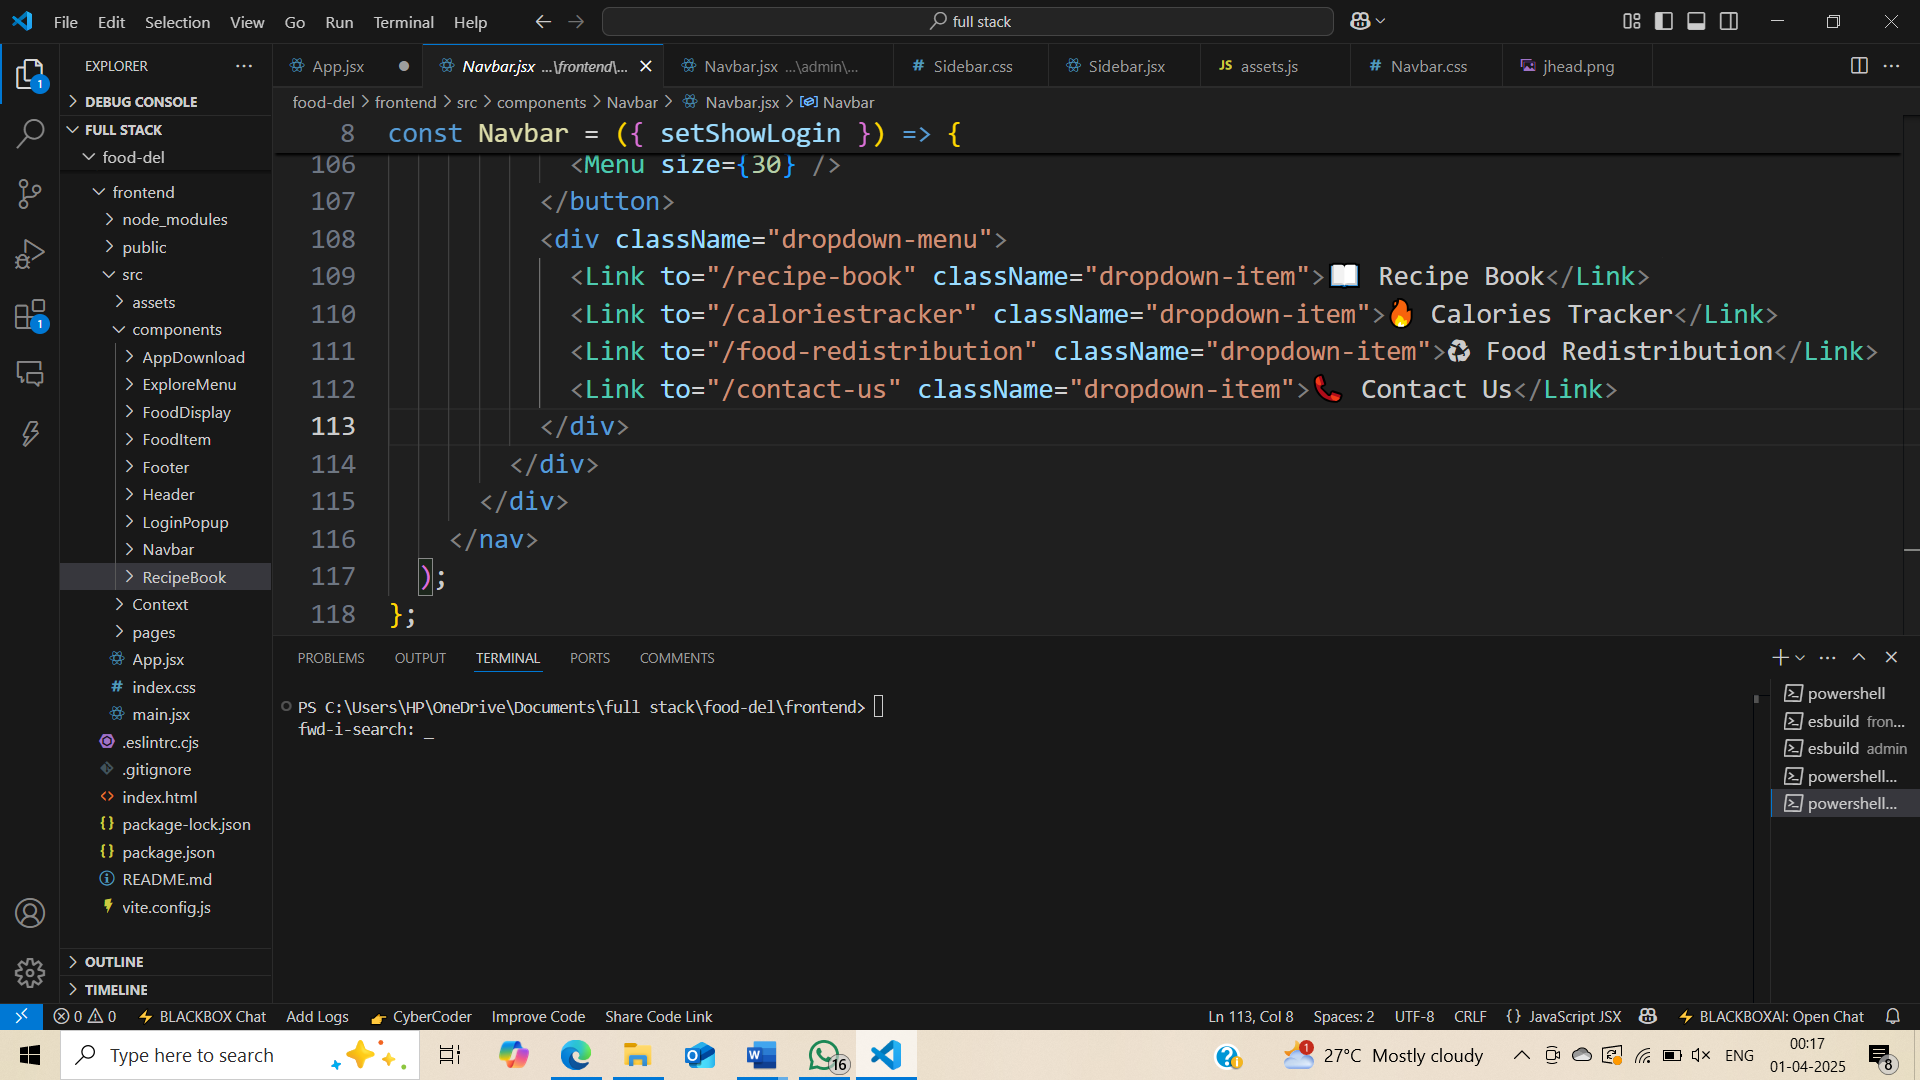 File Edit Selection View Go Run Terminal Help
full stack
EXPLORER
DEBUG CONSOLE
FULL STACK
food-del
frontend
node_modules
public
src
assets
components
AppDownload
ExploreMenu
FoodDisplay
FoodItem
Footer
Header
LoginPopup
Navbar
RecipeBook
Context
pages
App.jsx
# index.css
main.jsx
.eslintrc.cjs
.gitignore
<> index.html
{} package-lock.json
{} package.json
README.md
vite.config.js
OUTLINE
TIMELINE
1
1
App.jsx
Navbar.jsx ...\frontend\...
Navbar.jsx ...\admin\...
# Sidebar.css
Sidebar.jsx
JS assets.js
# Navbar.css
jhead.png
food-del > frontend > src > components > Navbar > Navbar.jsx > Navbar
8 const Navbar = ({ setShowLogin }) => {
106 <Menu size={30} />
107 </button>
108 <div className="dropdown-menu">
109 <Link to="/recipe-book" className="dropdown-item">📖 Recipe Book</Link>
110 <Link to="/caloriestracker" className="dropdown-item">🔥 Calories Tracker</Link>
111 <Link to="/food-redistribution" className="dropdown-item">♻ Food Redistribution</Link>
112 <Link to="/contact-us" className="dropdown-item">📞 Contact Us</Link>
113 </div>
114 </div>
115 </div>
116 </nav>
117 );
118 };
PROBLEMS OUTPUT TERMINAL PORTS COMMENTS
PS C:\Users\HP\OneDrive\Documents\full stack\food-del\frontend>
fwd-i-search: _
powershell
esbuild fron...
esbuild admin
powershell...
powershell...
0 0 BLACKBOX Chat Add Logs CyberCoder Improve Code Share Code Link
Ln 113, Col 8 Spaces: 2 UTF-8 CRLF {} JavaScript JSX BLACKBOXAI: Open Chat
Type here to search
16
1
27°C Mostly cloudy
ENG
00:17
01-04-2025
8